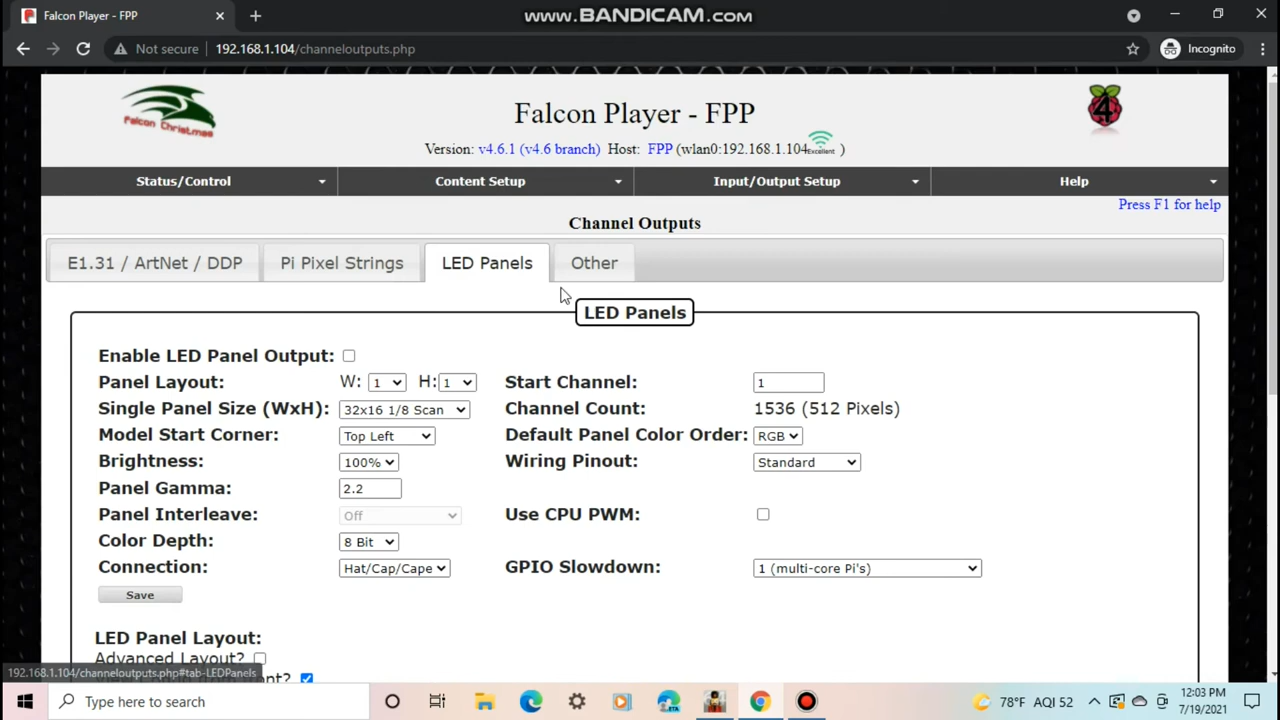 Falcon Player - FPP
www.BANDICAM.com
Not secure 192.168.1.104/channeloutputs.php
Incognito
Falcon Christmas
Falcon Player - FPP
4
Version: v4.6.1 (v4.6 branch) Host: FPP (wlan0:192.168.1.104 Excellent )
Status/Control Content Setup Input/Output Setup Help
Press F1 for help
Channel Outputs
E1.31 / ArtNet / DDP Pi Pixel Strings LED Panels Other
LED Panels
Enable LED Panel Output:
Panel Layout: W: 1 H: 1 Start Channel: 1
Single Panel Size (WxH): 32x16 1/8 Scan Channel Count: 1536 (512 Pixels)
Model Start Corner: Top Left Default Panel Color Order: RGB
Brightness: 100% Wiring Pinout: Standard
Panel Gamma: 2.2
Panel Interleave: Off Use CPU PWM:
Color Depth: 8 Bit
Connection: Hat/Cap/Cape GPIO Slowdown: 1 (multi-core Pi's)
Save
LED Panel Layout:
Advanced Layout?
192.168.1.104/channeloutputs.php#tab-LEDPanels
Type here to search
ETA
78°F AQI 52
12:03 PM
7/19/2021